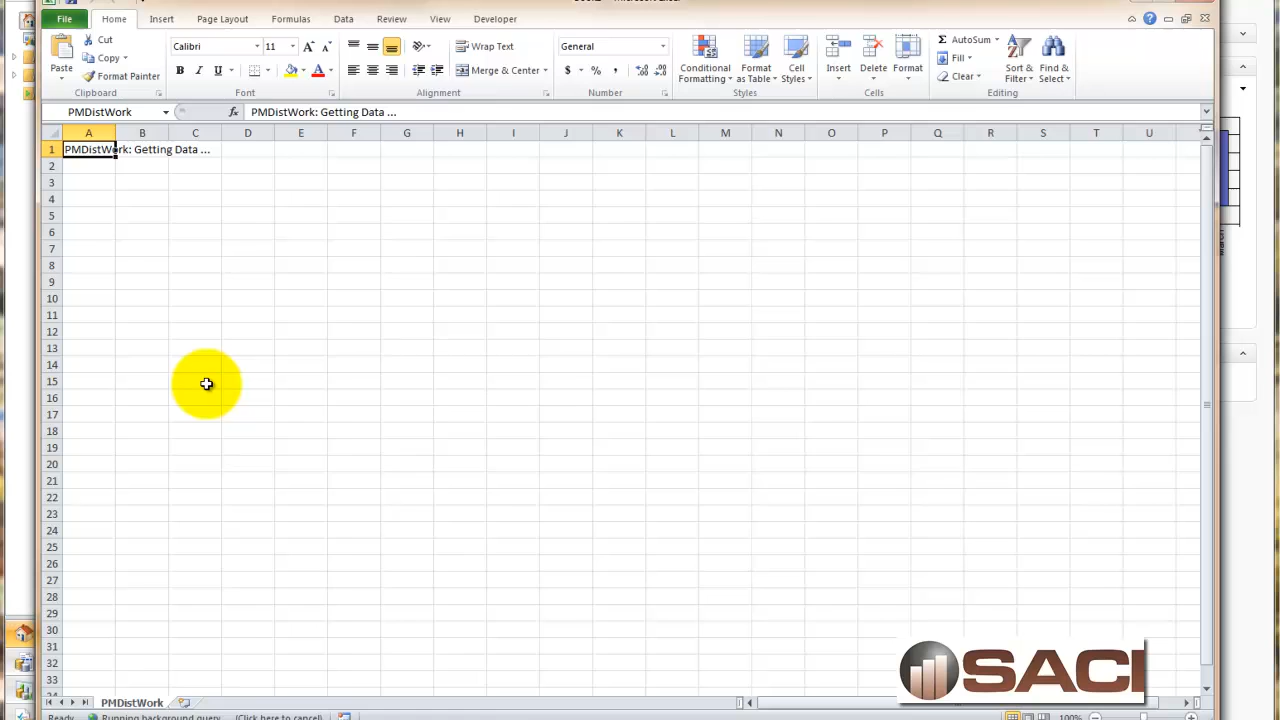 File Home Insert Page Layout Formulas Data Review View Developer
Paste
Cut
Copy
Format Painter
Clipboard
Calibri 11
B I U
Font
Wrap Text
Merge & Center
Alignment
General
$ % ,
Number
Conditional Formatting
Format as Table
Cell Styles
Styles
Insert
Delete
Format
Cells
AutoSum
Fill
Clear
Sort & Filter
Find & Select
Editing
PMDistWork fx PMDistWork: Getting Data ...
A B C D E F G H I J K L M N O P Q R S T U
1 PMDistWork: Getting Data ...
2
3
4
5
6
7
8
9
10
11
12
13
14
15
16
17
18
19
20
21
22
23
24
25
26
27
28
29
30
31
32
33
SACI
PMDistWork
Ready Running background query (Click here to cancel) 100%